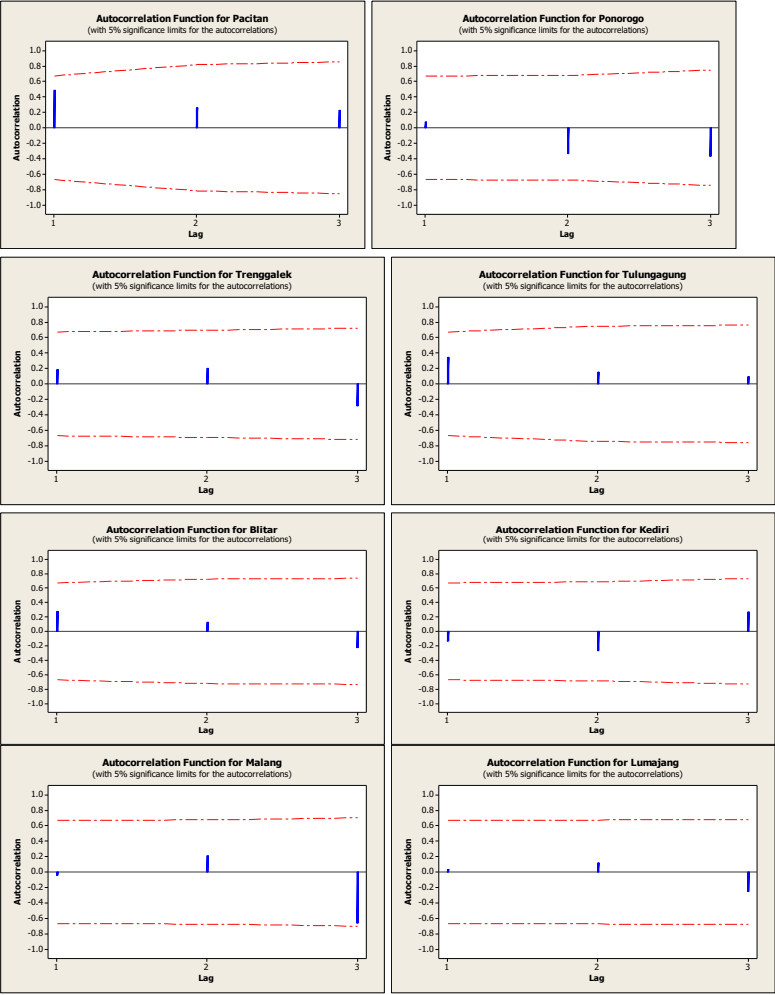 Autocorrelation Function for Pacitan
(with 5% significance limits for the autocorrelations)
Autocorrelation
1.0
0.8
0.6
0.4
0.2
0.0
-0.2
-0.4
-0.6
-0.8
-1.0
1 2 3
Lag
Autocorrelation Function for Ponorogo
(with 5% significance limits for the autocorrelations)
Autocorrelation
1.0
0.8
0.6
0.4
0.2
0.0
-0.2
-0.4
-0.6
-0.8
-1.0
1 2 3
Lag
Autocorrelation Function for Trenggalek
(with 5% significance limits for the autocorrelations)
Autocorrelation
1.0
0.8
0.6
0.4
0.2
0.0
-0.2
-0.4
-0.6
-0.8
-1.0
1 2 3
Lag
Autocorrelation Function for Tulungagung
(with 5% significance limits for the autocorrelations)
Autocorrelation
1.0
0.8
0.6
0.4
0.2
0.0
-0.2
-0.4
-0.6
-0.8
-1.0
1 2 3
Lag
Autocorrelation Function for Blitar
(with 5% significance limits for the autocorrelations)
Autocorrelation
1.0
0.8
0.6
0.4
0.2
0.0
-0.2
-0.4
-0.6
-0.8
-1.0
1 2 3
Lag
Autocorrelation Function for Kediri
(with 5% significance limits for the autocorrelations)
Autocorrelation
1.0
0.8
0.6
0.4
0.2
0.0
-0.2
-0.4
-0.6
-0.8
-1.0
1 2 3
Lag
Autocorrelation Function for Malang
(with 5% significance limits for the autocorrelations)
Autocorrelation
1.0
0.8
0.6
0.4
0.2
0.0
-0.2
-0.4
-0.6
-0.8
-1.0
1 2 3
Lag
Autocorrelation Function for Lumajang
(with 5% significance limits for the autocorrelations)
Autocorrelation
1.0
0.8
0.6
0.4
0.2
0.0
-0.2
-0.4
-0.6
-0.8
-1.0
1 2 3
Lag